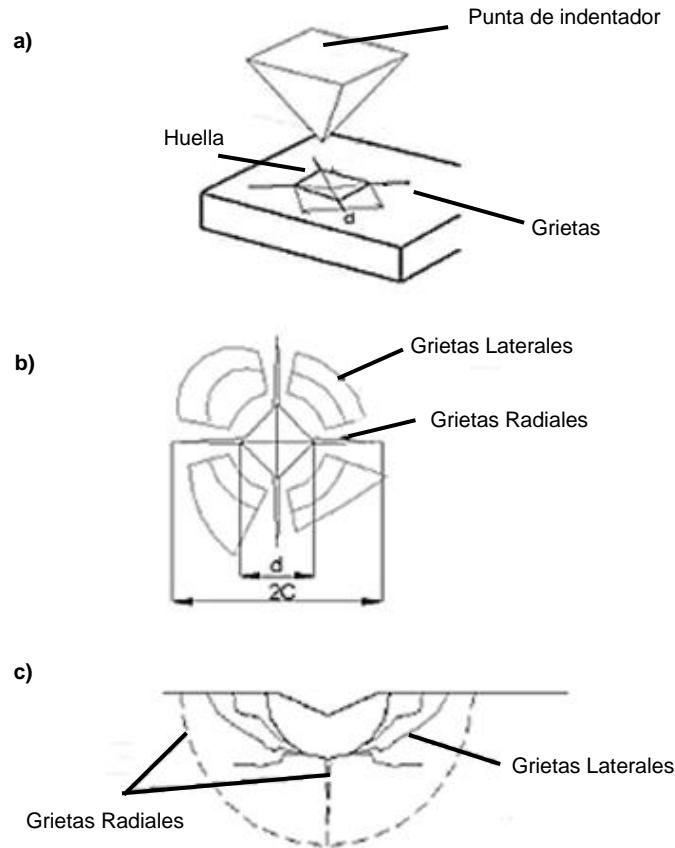 Punta de indentador
a)
Huella
d
Grietas
b)
Grietas Laterales
Grietas Radiales
d
2C
c)
Grietas Laterales
Grietas Radiales